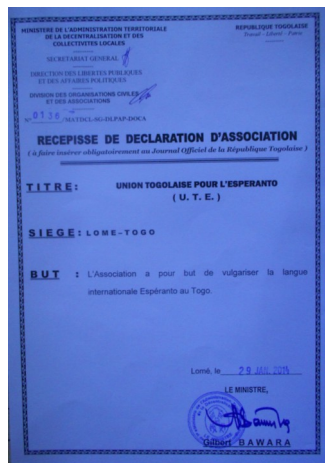 MINISTERE DE L'ADMINISTRATION TERRITORIALE
DE LA DECENTRALISATION ET DES
COLLECTIVITES LOCALES
REPUBLIQUE TOGOLAISE
Travail - Liberté - Patrie
SECRETARIAT GENERAL
DIRECTION DES LIBERTES PUBLIQUES
ET DES AFFAIRES POLITIQUES
DIVISION DES ORGANISATIONS CIVILES
ET DES ASSOCIATIONS
N° 0136 /MATDCL-SG-DLPAP-DOCA
RECEPISSE DE DECLARATION D'ASSOCIATION
( à faire insérer obligatoirement au Journal Officiel de la République Togolaise )
TITRE: UNION TOGOLAISE POUR L'ESPERANTO
( U. T. E. )
SIEGE: LOME-TOGO
BUT : L'Association a pour but de vulgariser la langue
internationale Espéranto au Togo.
Lomé, le 29 JAN. 2014
LE MINISTRE,
Gilbert BAWARA